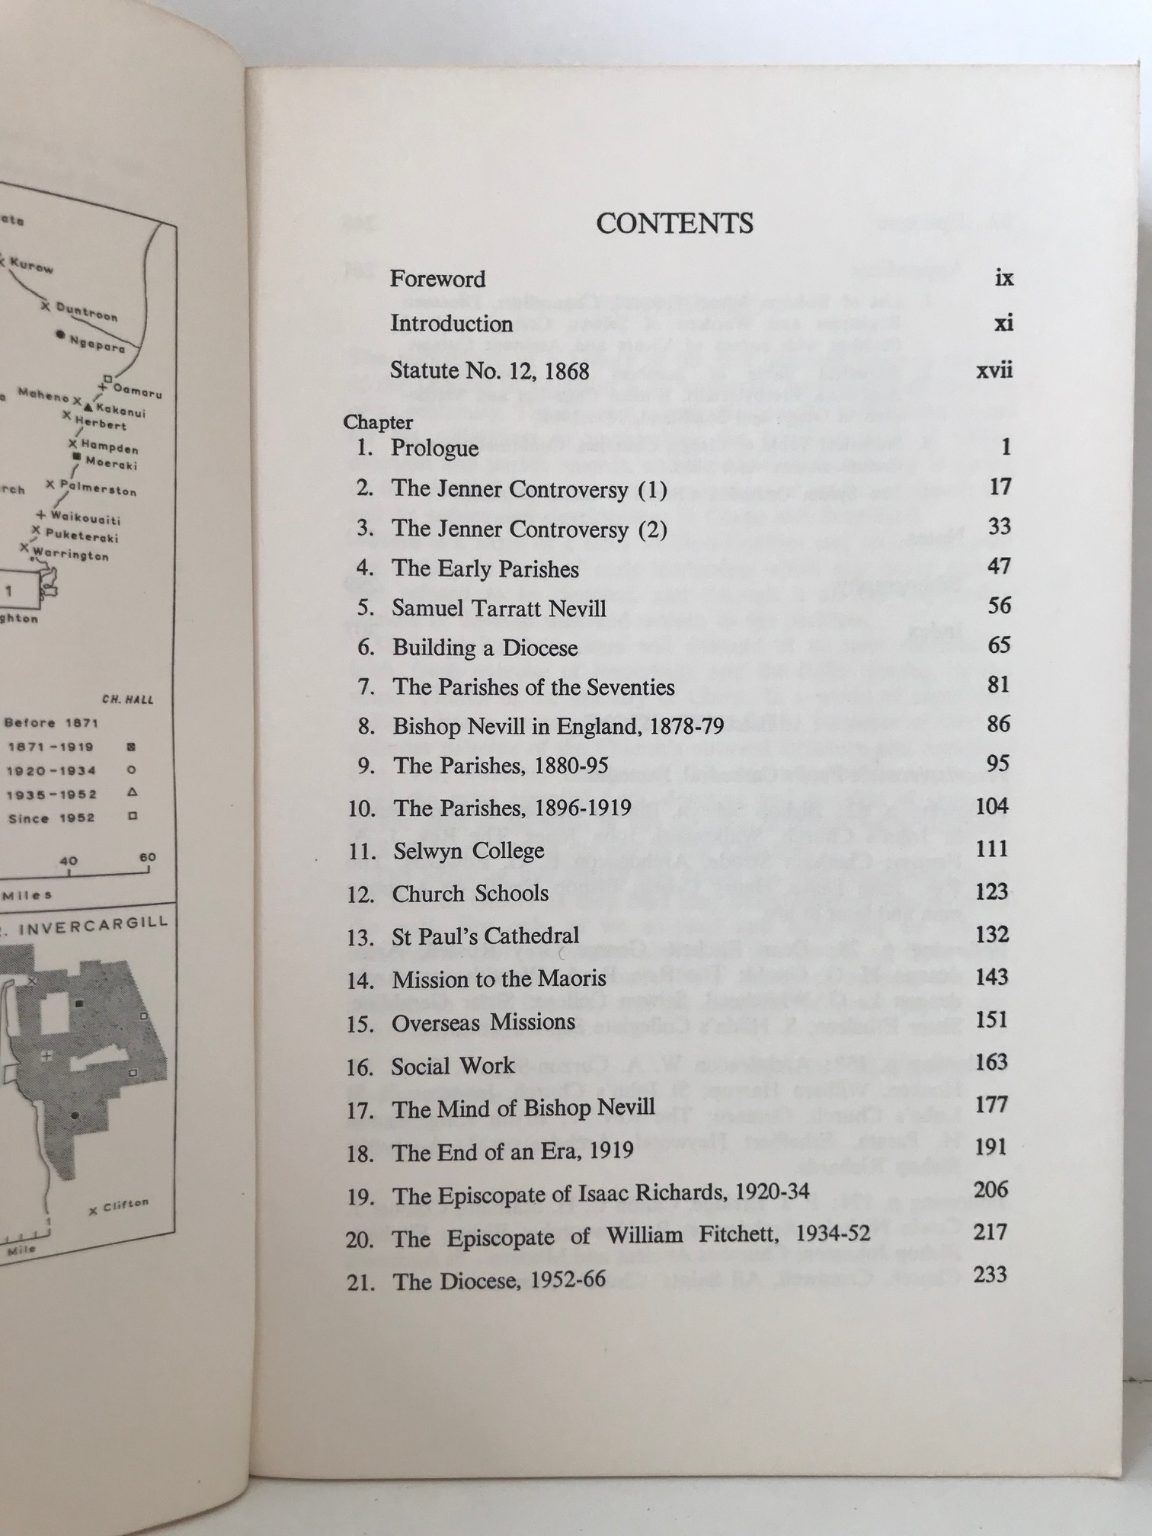 ata
Kurow
Duntroon
Ngapara
Oamaru
Maheno
Kakanui
Herbert
Hampden
Moeraki
rch
Palmerston
Waikouaiti
Puketeraki
Warrington
1
ghton
CH. HALL
Before 1871
1871-1919
1920-1934
1935-1952
Since 1952
40 60
Miles
R. INVERCARGILL
Clifton
1
Mile
CONTENTS
Foreword ix
Introduction xi
Statute No. 12, 1868 xvii
Chapter
1. Prologue 1
2. The Jenner Controversy (1) 17
3. The Jenner Controversy (2) 33
4. The Early Parishes 47
5. Samuel Tarratt Nevill 56
6. Building a Diocese 65
7. The Parishes of the Seventies 81
8. Bishop Nevill in England, 1878-79 86
9. The Parishes, 1880-95 95
10. The Parishes, 1896-1919 104
11. Selwyn College 111
12. Church Schools 123
13. St Paul's Cathedral 132
14. Mission to the Maoris 143
15. Overseas Missions 151
16. Social Work 163
17. The Mind of Bishop Nevill 177
18. The End of an Era, 1919 191
19. The Episcopate of Isaac Richards, 1920-34 206
20. The Episcopate of William Fitchett, 1934-52 217
21. The Diocese, 1952-66 233